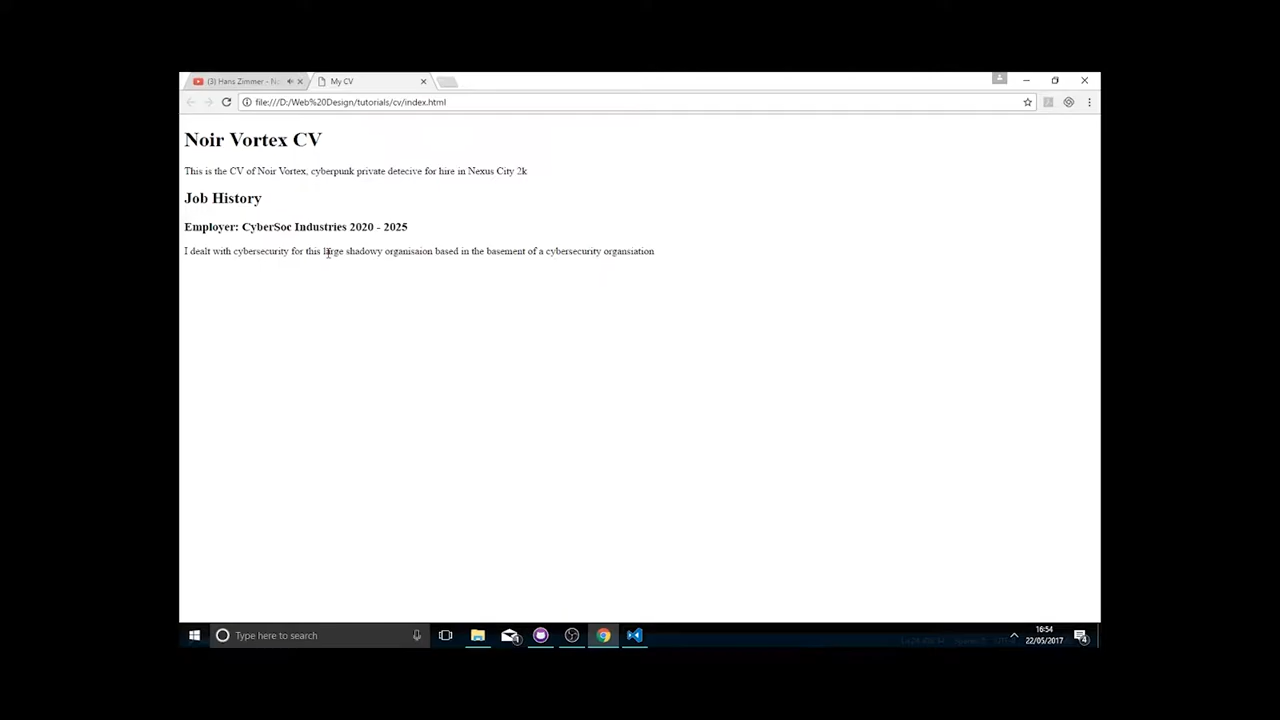 (3) Hans Zimmer - N
My CV
file:///D:/Web%20Design/tutorials/cv/index.html
Noir Vortex CV
This is the CV of Noir Vortex, cyberpunk private detecive for hire in Nexus City 2k
Job History
Employer: CyberSoc Industries 2020 - 2025
I dealt with cybersecurity for this large shadowy organisaion based in the basement of a cybersecurity organsiation
Type here to search
16:54
22/05/2017
4